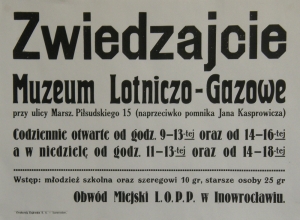 Zwiedzajcie
Muzeum Lotniczo-Gazowe
przy ulicy Marsz. Piłsudskiego 15 (naprzeciwko pomnika Jana Kasprowicza)
Codziennie otwarte od godz. 9-13-tej oraz od 14-16-tej
a w niedzielę od godz. 11-13-tej oraz od 14-18-tej
Wstęp: młodzież szkolna oraz szeregowi 10 gr, starsze osoby 25 gr
Obwód Miejski L.O.P.P. w Inowrocławiu.